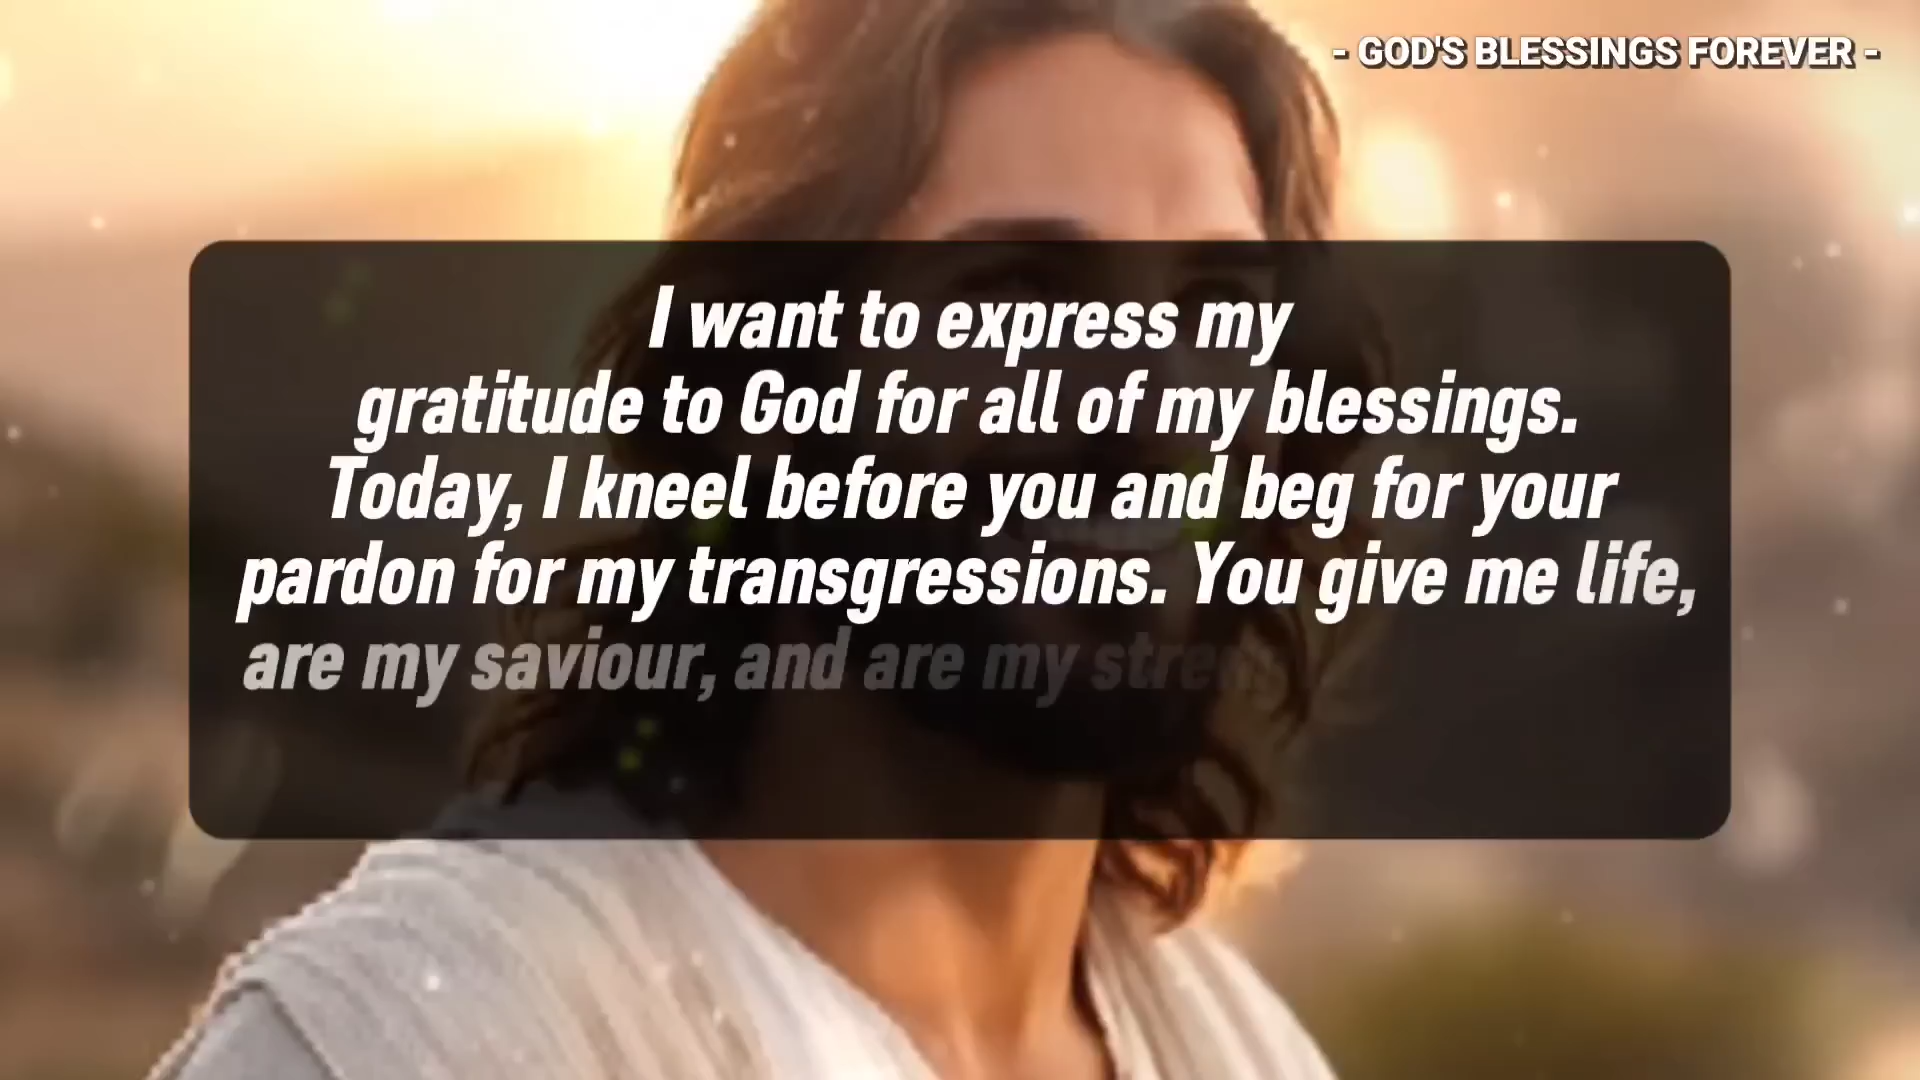 - GOD'S BLESSINGS FOREVER -
I want to express my
gratitude to God for all of my blessings.
Today, I kneel before you and beg for your
pardon for my transgressions. You give me life,
are my saviour, and are my